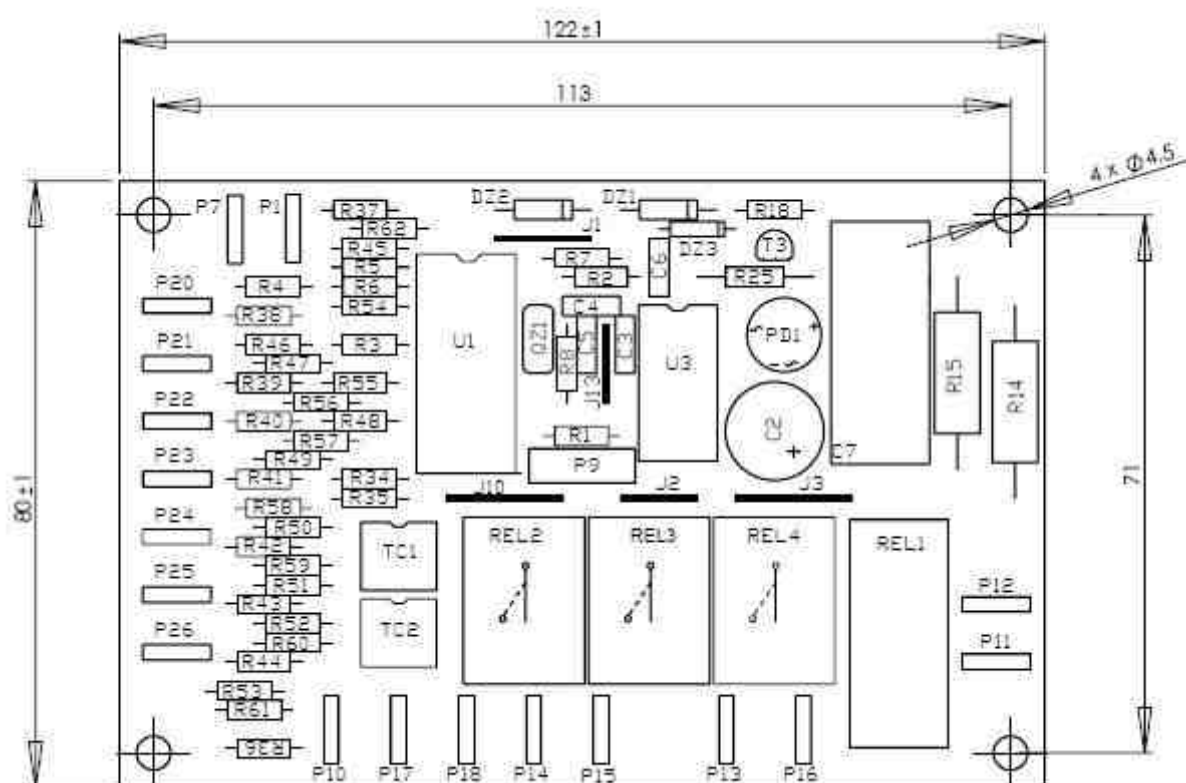 122±1
113
4 x Φ4.5
P7 P1 R37 DZ2 DZ1 R18
R62 J1 DZ3 T3
R45 R7 C6
R5 R2 R25
P20 R4 R6
R38 R54 C4
P21 R46 R3 U1 QZ1 R8 C5 C3 U3 PD1
R47 J13
R39 R55 R15 R14
P22 R56
R40 R48 C2
R57 R1
P23 R49 P9 C7
R41 R34
R35 J10 J2 J3
80±1
71
R58
P24 R50 REL2 REL3 REL4 REL1
R42 TC1
P25 R59
R51 P12
R43
P26 R52 TC2
R60 P11
R44
R53
R61
R36
P10 P17 P18 P14 P15 P13 P16